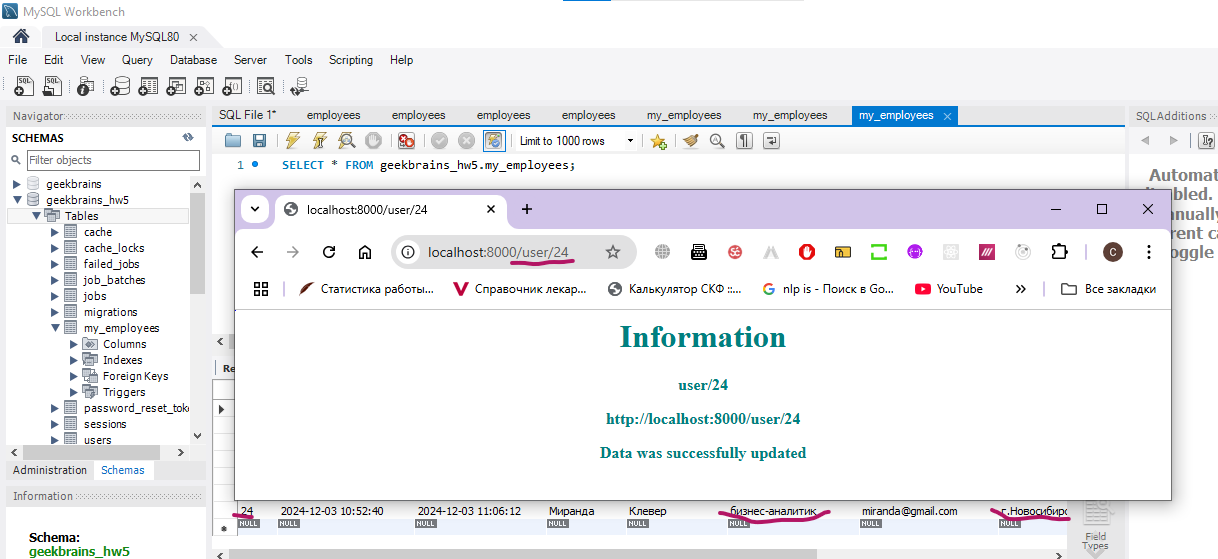 MySQL Workbench
Local instance MySQL80
File Edit View Query Database Server Tools Scripting Help
Navigator
SCHEMAS
Filter objects
geekbrains
geekbrains_hw5
Tables
cache
cache_locks
failed_jobs
job_batches
jobs
migrations
my_employees
Columns
Indexes
Foreign Keys
Triggers
password_reset_toke
sessions
users
Administration Schemas
Information
Schema:
geekbrains_hw5
SQL File 1* employees employees employees employees my_employees my_employees my_employees
Limit to 1000 rows
1 SELECT * FROM geekbrains_hw5.my_employees;
SQLAdditions
Automat
bled.
anually
rent ca
oggle
localhost:8000/user/24
localhost:8000/user/24
C
Статистика работы... Справочник лекар... Калькулятор СКФ ::... nlp is - Поиск в Go... YouTube » Все закладки
Information
user/24
http://localhost:8000/user/24
Data was successfully updated
Re
24 2024-12-03 10:52:40 2024-12-03 11:06:12 Миранда Клевер бизнес-аналитик miranda@gmail.com г.Новосибирс
NULL NULL NULL NULL NULL NULL NULL NULL
Field
Types